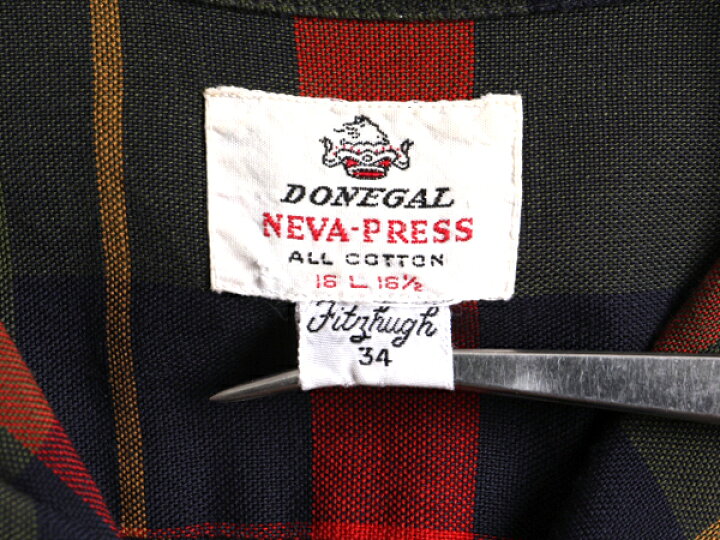 DONEGAL
NEVA-PRESS
ALL COTTON
16 L 16½
Fitzhugh
34